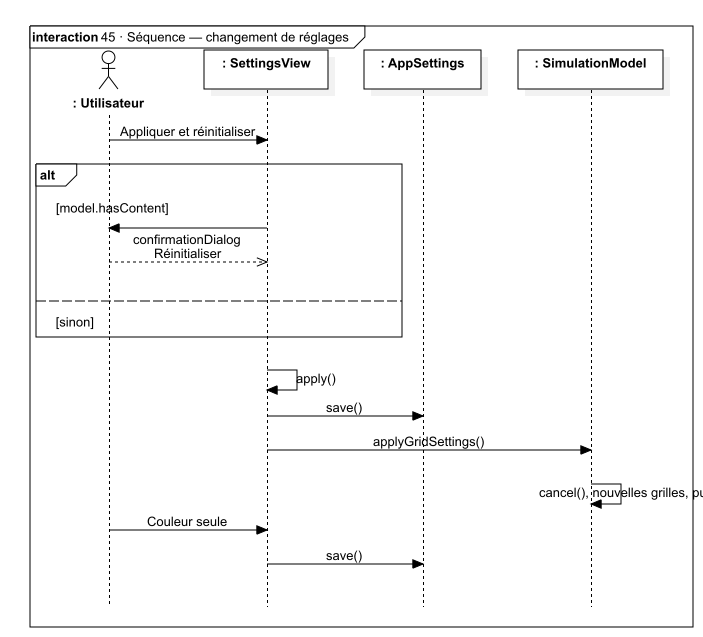 interaction 45 · Séquence — changement de réglages
: Utilisateur
: SettingsView
: AppSettings
: SimulationModel
Appliquer et réinitialiser
alt
[model.hasContent]
confirmationDialog
Réinitialiser
[sinon]
apply()
save()
applyGridSettings()
cancel(), nouvelles grilles, pu
Couleur seule
save()